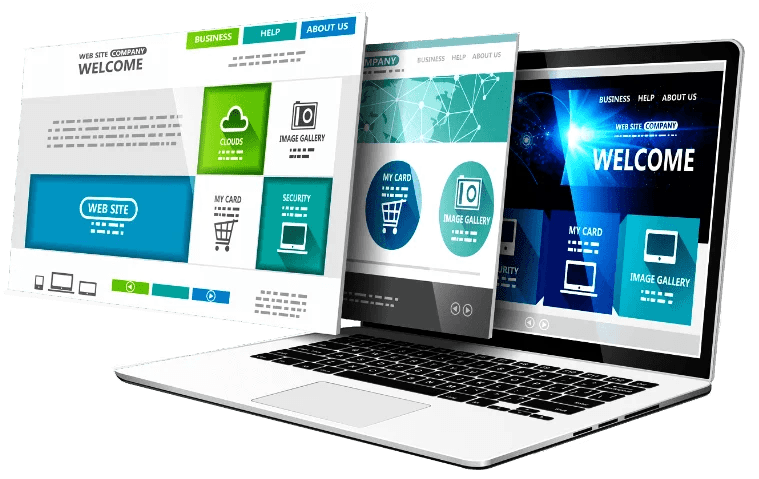 BUSINESS HELP ABOUT US
WEB SITE COMPANY
WELCOME
CLOUDS
IMAGE GALLERY
WEB SITE
MY CARD
SECURITY
COMPANY
BUSINESS HELP ABOUT US
MY CARD
IMAGE GALLERY
BUSINESS HELP ABOUT US
WEB SITE COMPANY
WELCOME
MY CARD
IMAGE GALLERY